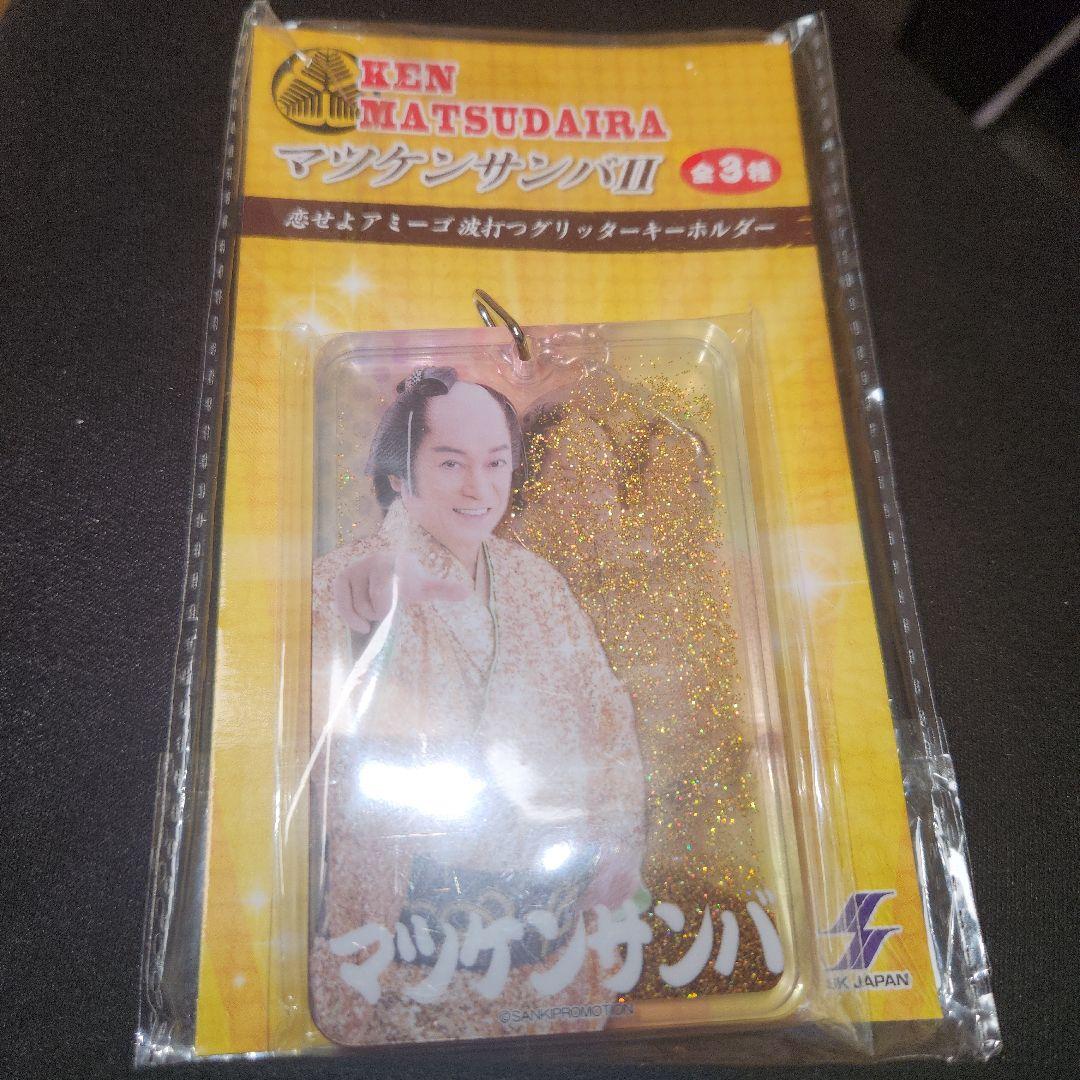 KEN
MATSUDAIRA
マツケンサンバII
全3種
恋せよアミーゴ 波打つグリッターキーホルダー
マツケンサンバ
©SANKIPROMOTION
JAPAN